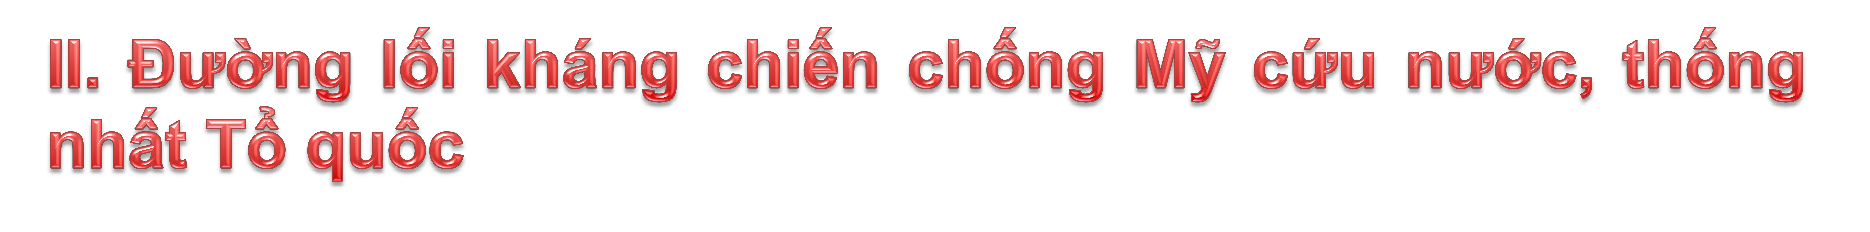 II. Đường lối kháng chiến chống Mỹ cứu nước, thống
nhất Tổ quốc